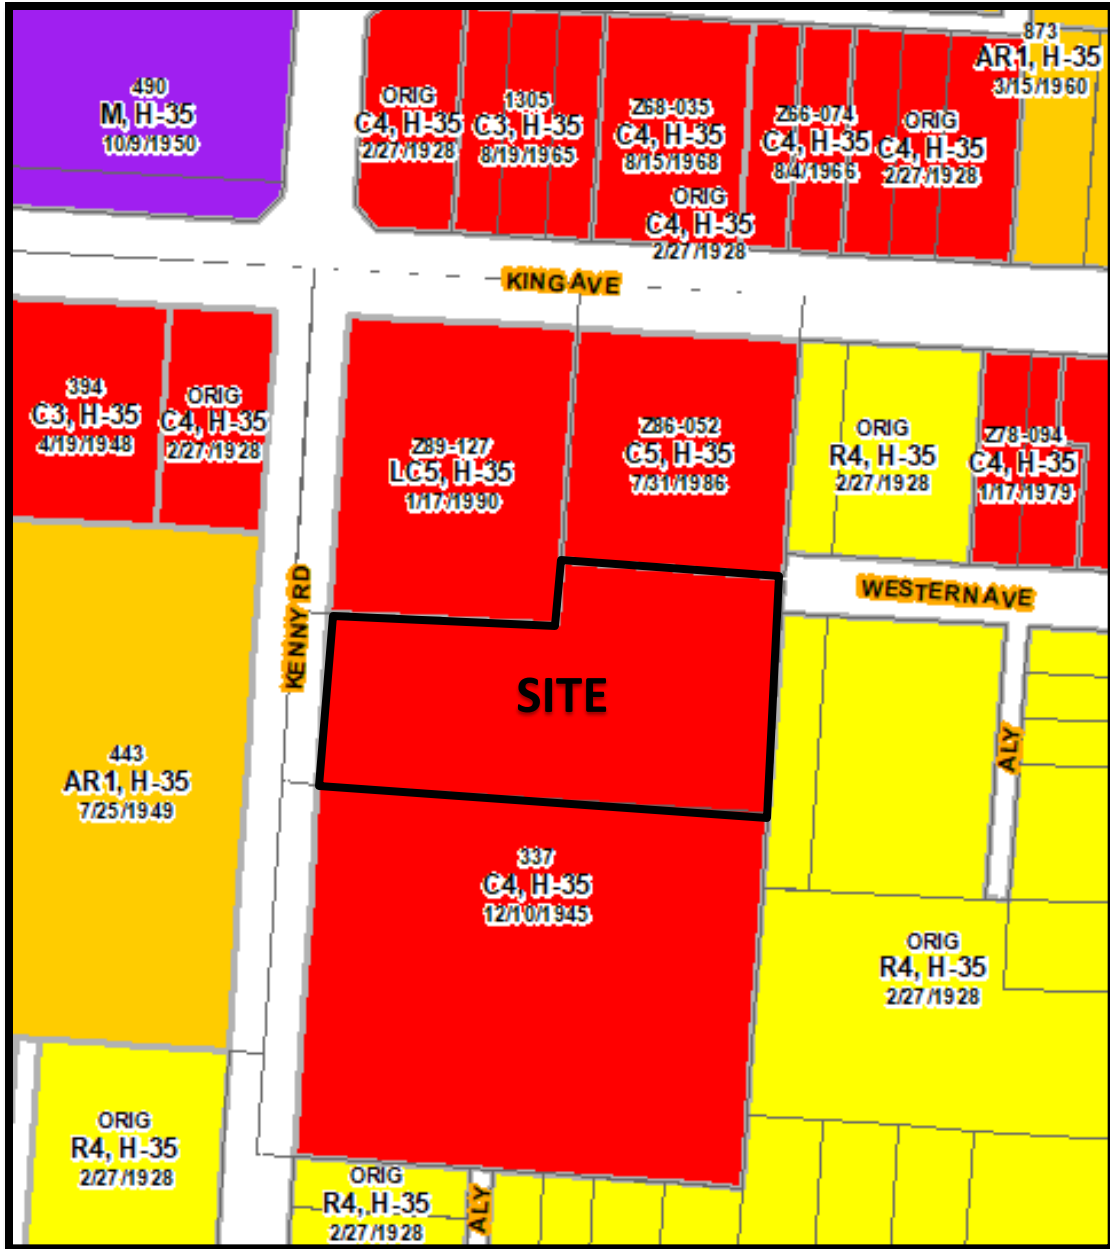 490
M, H-35
10/9/1950
ORIG
C4, H-35
2/27/1928
1305
C3, H-35
8/19/1965
Z68-035
C4, H-35
8/15/1968
ORIG
C4, H-35
2/27/1928
Z66-074
C4, H-35
8/4/1966
ORIG
C4, H-35
2/27/1928
873
AR1, H-35
3/15/1960
KING AVE
394
C3, H-35
4/19/1948
ORIG
C4, H-35
2/27/1928
Z89-127
LC5, H-35
1/17/1990
Z86-052
C5, H-35
7/31/1986
ORIG
R4, H-35
2/27/1928
Z78-094
C4, H-35
1/17/1979
KENNY RD
WESTERN AVE
SITE
443
AR1, H-35
7/25/1949
ALY
337
C4, H-35
12/10/1945
ORIG
R4, H-35
2/27/1928
ORIG
R4, H-35
2/27/1928
ORIG
R4, H-35
2/27/1928
ALY